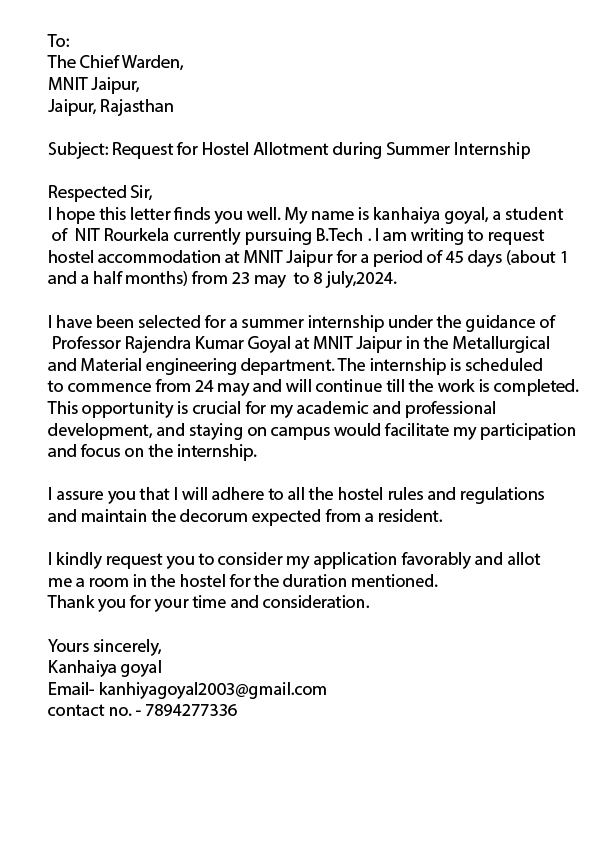 To:
The Chief Warden,
MNIT Jaipur,
Jaipur, Rajasthan
Subject: Request for Hostel Allotment during Summer Internship
Respected Sir,
I hope this letter finds you well. My name is kanhaiya goyal, a student
of  NIT Rourkela currently pursuing B.Tech . I am writing to request
hostel accommodation at MNIT Jaipur for a period of 45 days (about 1
and a half months) from 23 may  to 8 july,2024.
I have been selected for a summer internship under the guidance of
Professor Rajendra Kumar Goyal at MNIT Jaipur in the Metallurgical
and Material engineering department. The internship is scheduled
to commence from 24 may and will continue till the work is completed.
This opportunity is crucial for my academic and professional
development, and staying on campus would facilitate my participation
and focus on the internship.
I assure you that I will adhere to all the hostel rules and regulations
and maintain the decorum expected from a resident.
I kindly request you to consider my application favorably and allot
me a room in the hostel for the duration mentioned.
Thank you for your time and consideration.
Yours sincerely,
Kanhaiya goyal
Email- kanhiyagoyal2003@gmail.com
contact no. - 7894277336